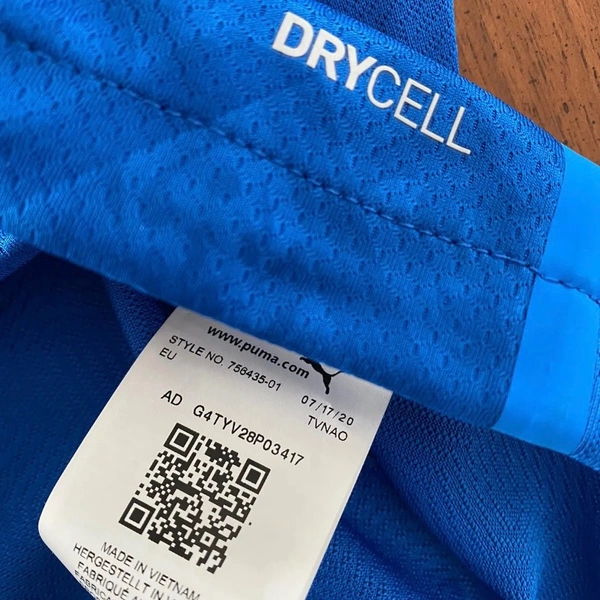 DRYCELL
www.puma.com
STYLE NO. 756435-01
EU
07/17/20
TVNAO
AD G4TYV28P03417
MADE IN VIETNAM
HERGESTELLT IN
FABRIQUÉ